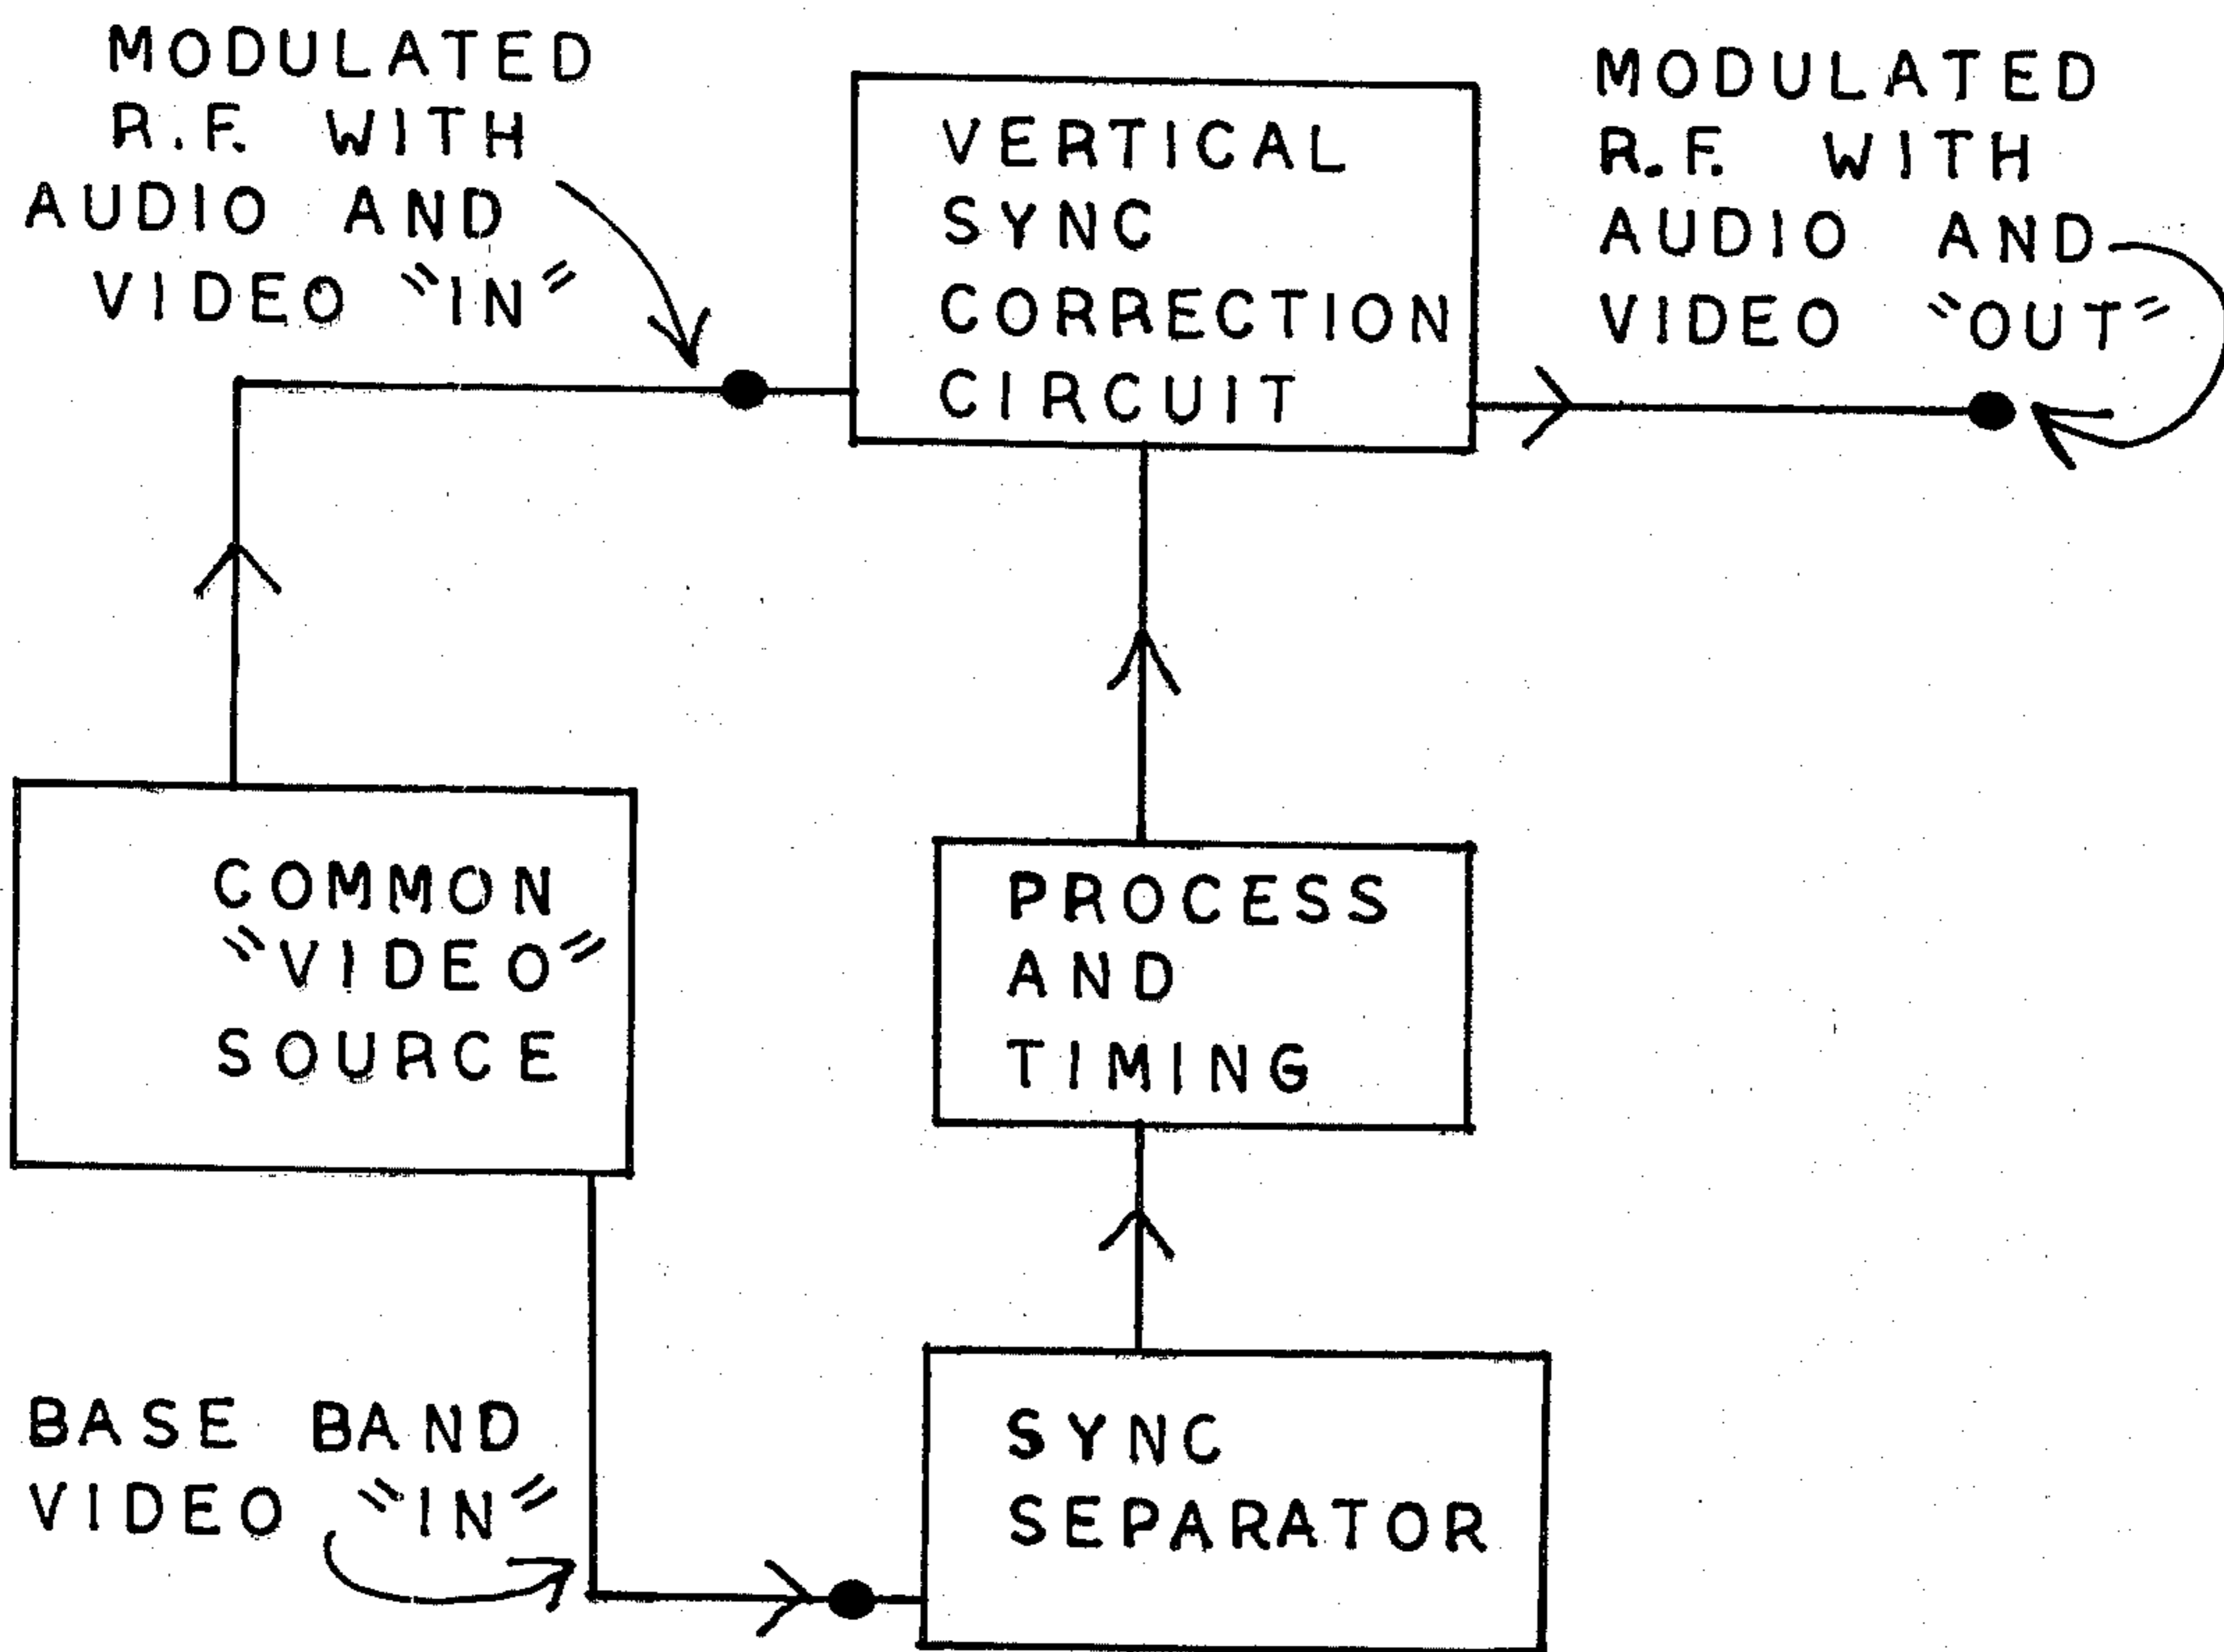 MODULATED
R.F. WITH
AUDIO AND
VIDEO "IN"
VERTICAL
SYNC
CORRECTION
CIRCUIT
MODULATED
R.F. WITH
AUDIO AND
VIDEO "OUT"
COMMON
"VIDEO"
SOURCE
PROCESS
AND
TIMING
BASE BAND
VIDEO "IN"
SYNC
SEPARATOR